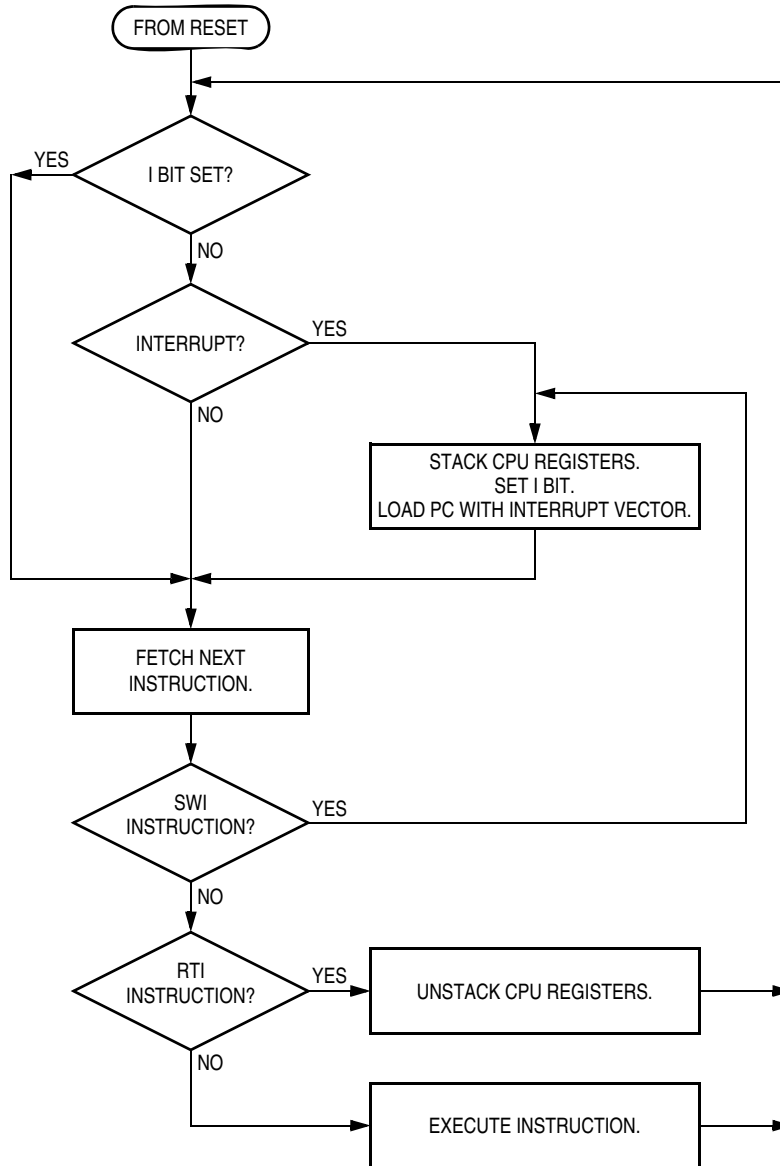 FROM RESET
YES
I BIT SET?
NO
INTERRUPT?
YES
NO
STACK CPU REGISTERS.
SET I BIT.
LOAD PC WITH INTERRUPT VECTOR.
FETCH NEXT
INSTRUCTION.
SWI
INSTRUCTION?
YES
NO
RTI
INSTRUCTION?
YES
UNSTACK CPU REGISTERS.
NO
EXECUTE INSTRUCTION.